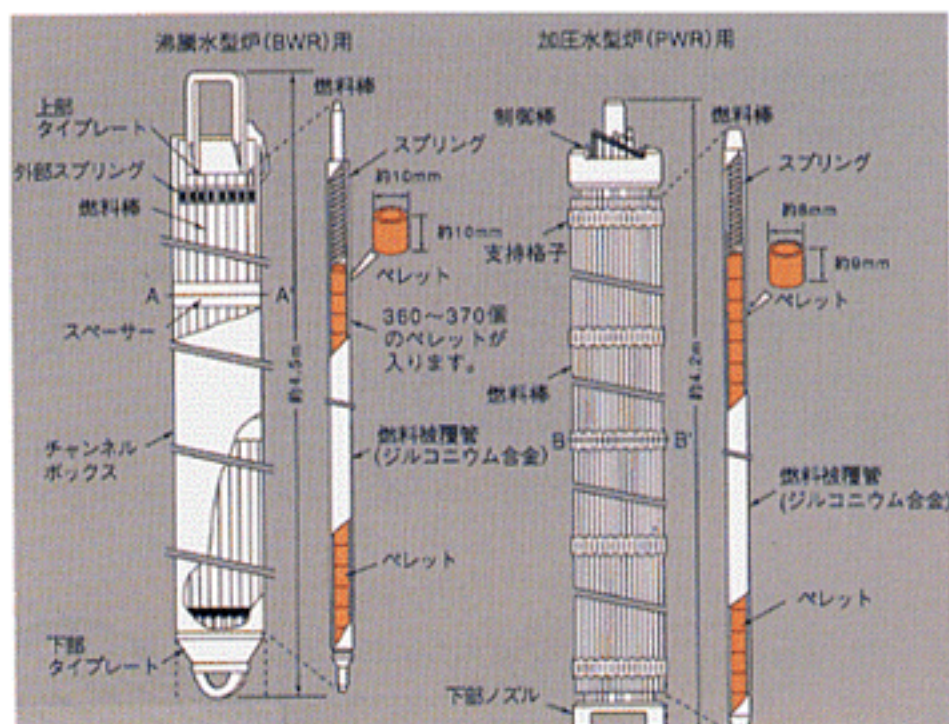 沸騰水型炉(BWR)用
燃料棒
上部
タイプレート
外部スプリング
燃料棒
スプリング
約10mm
約10mm
ペレット
A
A'
スペーサー
360〜370個
のペレットが
入ります。
約4.5m
チャンネル
ボックス
燃料被覆管
(ジルコニウム合金)
ペレット
下部
タイプレート
加圧水型炉(PWR)用
制御棒
燃料棒
スプリング
約8mm
約9mm
支持格子
ペレット
約4.2m
燃料棒
B
B'
燃料被覆管
(ジルコニウム合金)
ペレット
下部ノズル